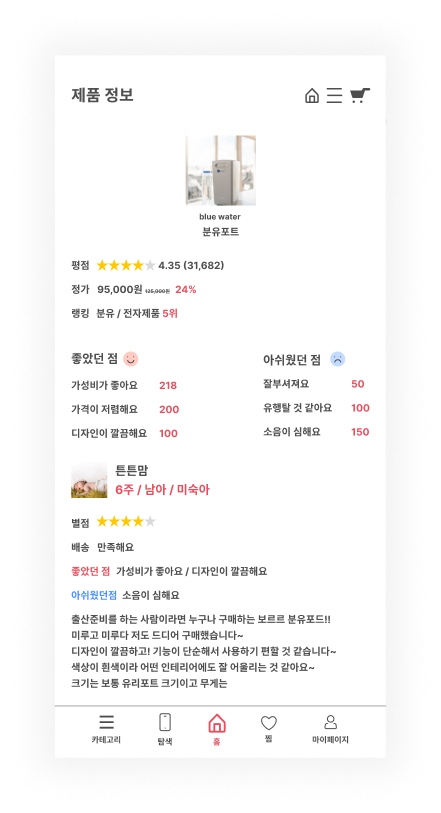 제품 정보
blue water
분유포트
평점 4.35 (31,682)
정가 95,000원 125,000원 24%
랭킹 분유 / 전자제품 5위
좋았던 점
가성비가 좋아요 218
가격이 저렴해요 200
디자인이 깔끔해요 100
아쉬웠던 점
잘부셔져요 50
유행탈 것 같아요 100
소음이 심해요 150
튼튼맘
6주 / 남아 / 미숙아
별점
배송 만족해요
좋았던 점 가성비가 좋아요 / 디자인이 깔끔해요
아쉬웠던점 소음이 심해요
출산준비를 하는 사람이라면 누구나 구매하는 보르르 분유포드!!
미루고 미루다 저도 드디어 구매했습니다~
디자인이 깔끔하고! 기능이 단순해서 사용하기 편할 것 같습니다~
색상이 흰색이라 어떤 인테리어에도 잘 어울리는 것 같아요~
크기는 보통 유리포트 크기이고 무게는
카테고리 탐색 홈 찜 마이페이지